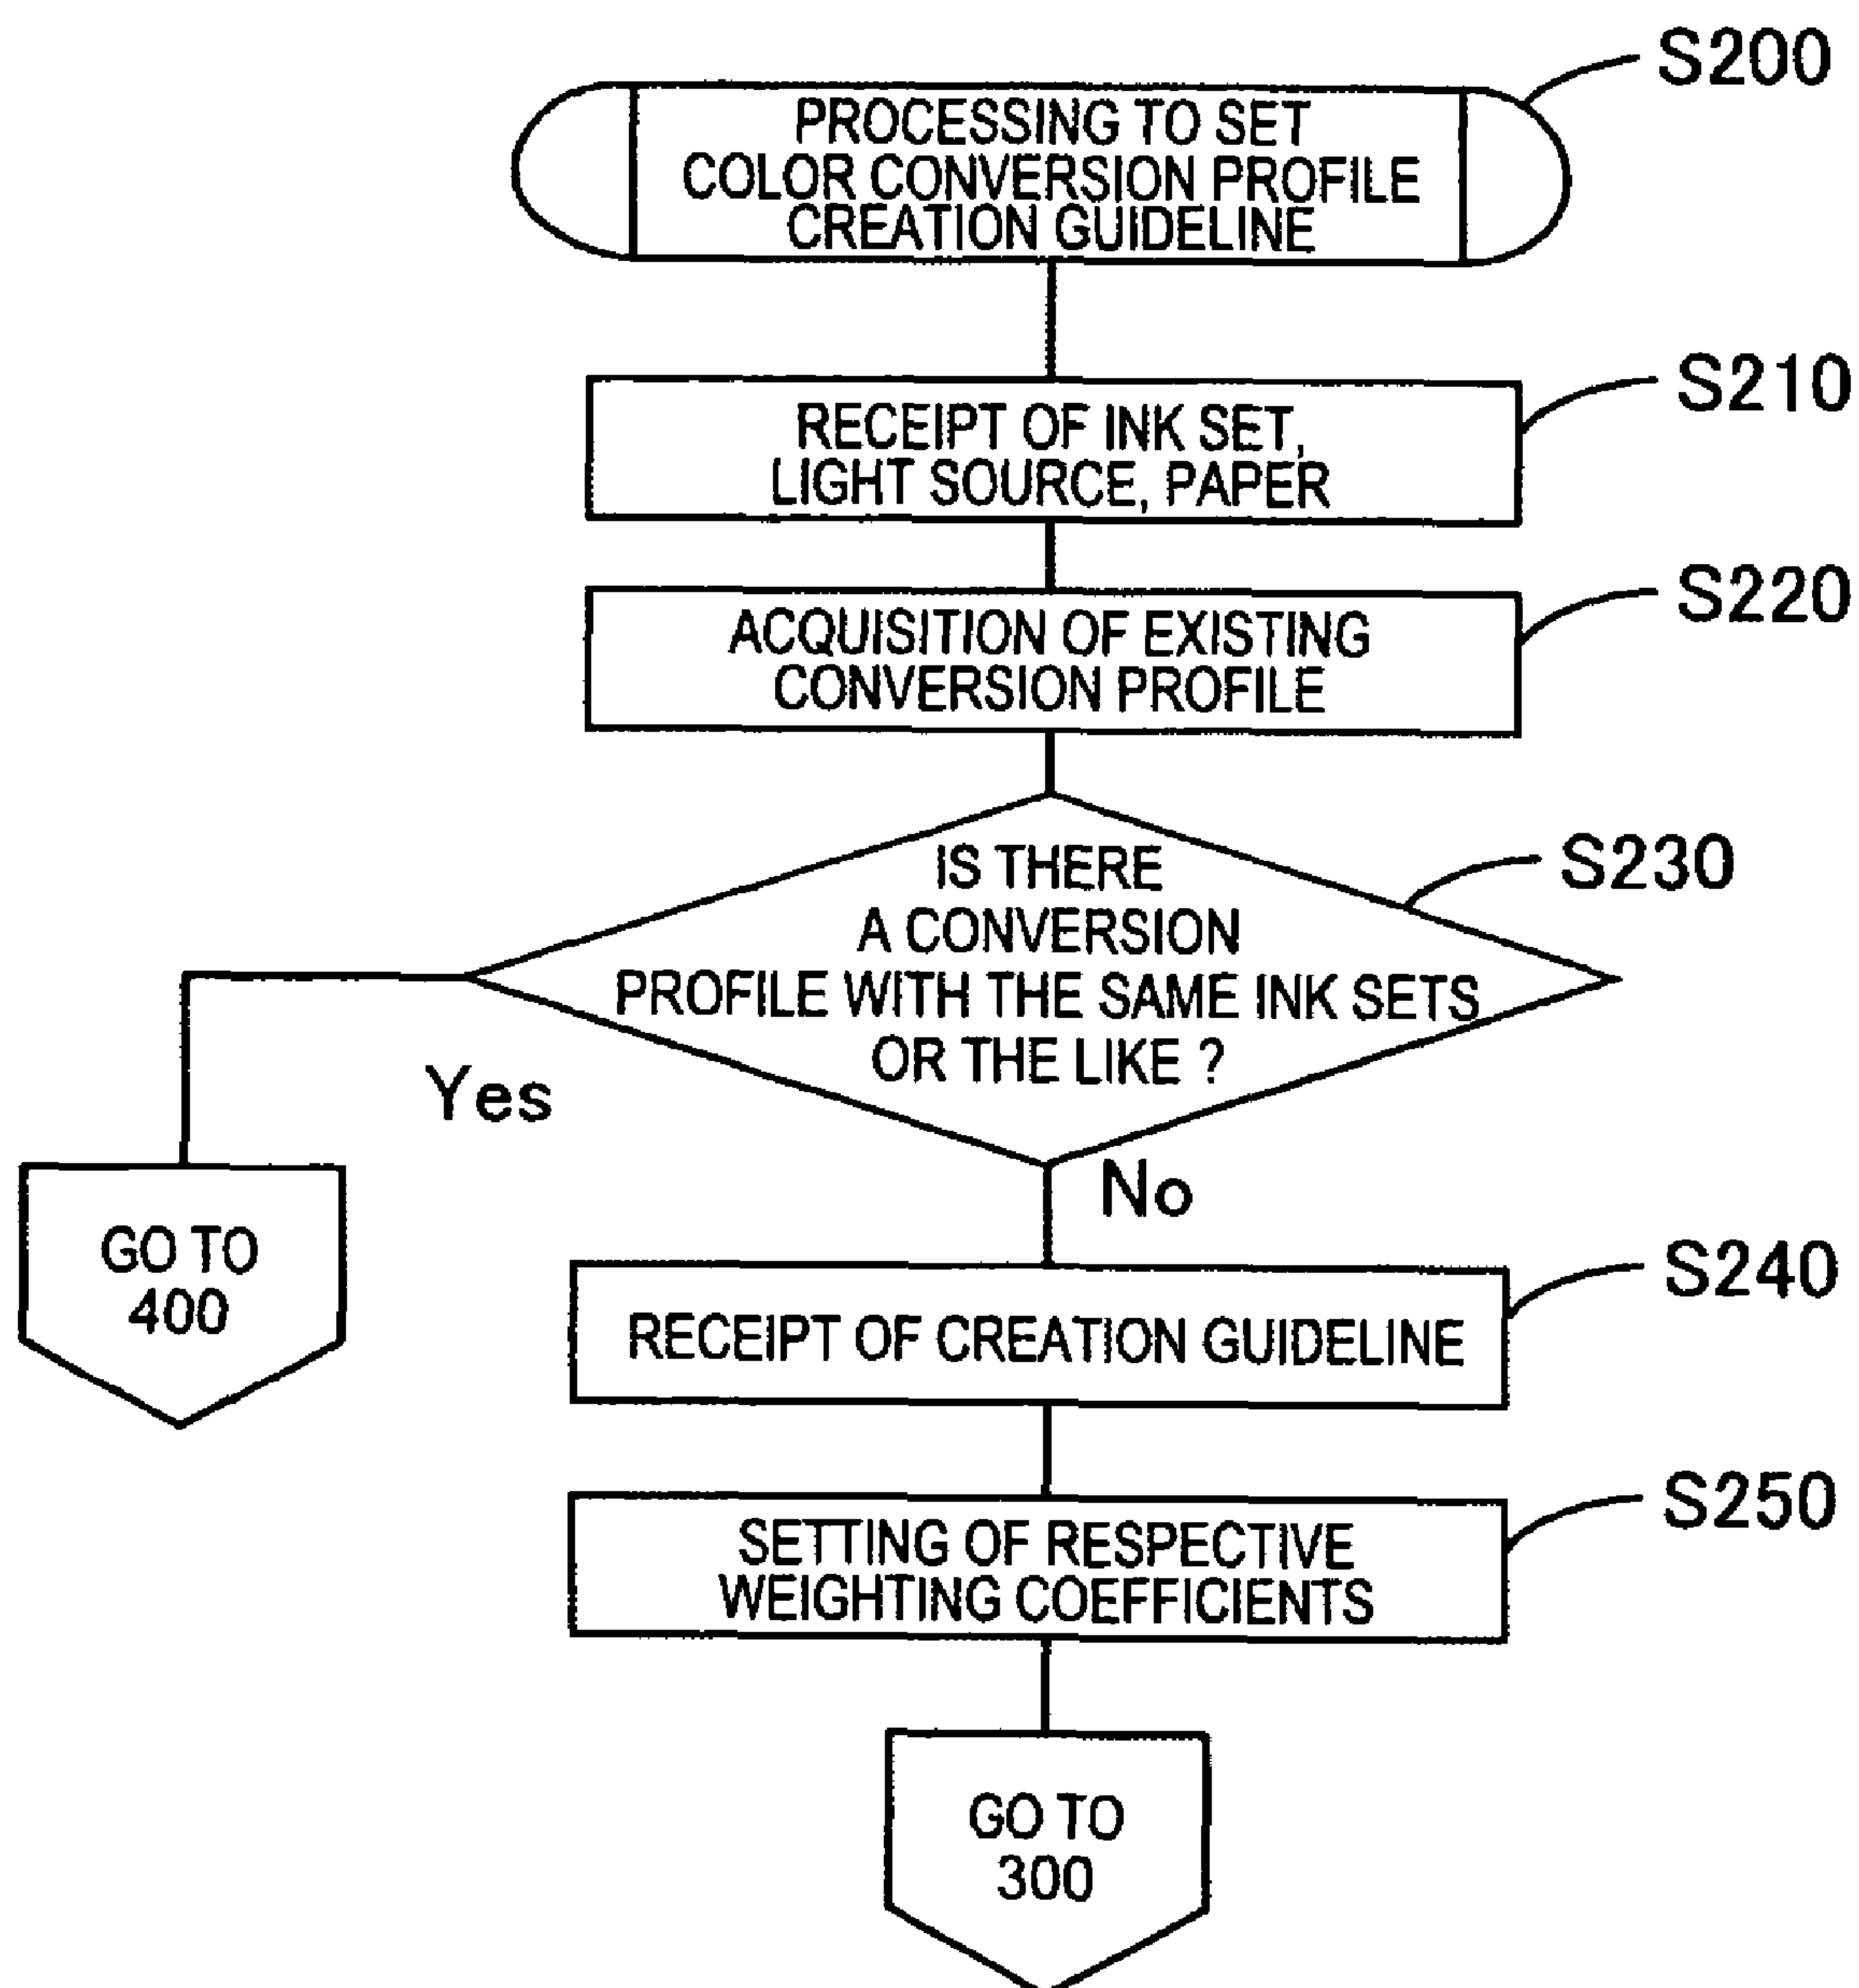 S200
PROCESSING TO SET
COLOR CONVERSION PROFILE
CREATION GUIDELINE
S210
RECEIPT OF INK SET,
LIGHT SOURCE, PAPER
S220
ACQUISITION OF EXISTING
CONVERSION PROFILE
S230
IS THERE
A CONVERSION
PROFILE WITH THE SAME INK SETS
OR THE LIKE ?
Yes
No
GO TO
400
S240
RECEIPT OF CREATION GUIDELINE
S250
SETTING OF RESPECTIVE
WEIGHTING COEFFICIENTS
GO TO
300